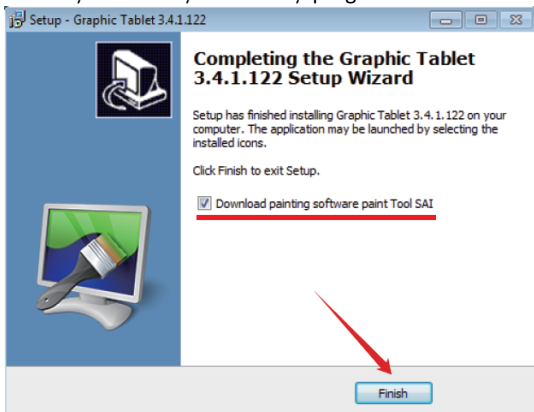 Setup - Graphic Tablet 3.4.1.122
Completing the Graphic Tablet
3.4.1.122 Setup Wizard
Setup has finished installing Graphic Tablet 3.4.1.122 on your
computer. The application may be launched by selecting the
installed icons.
Click Finish to exit Setup.
Download painting software paint Tool SAI
Finish